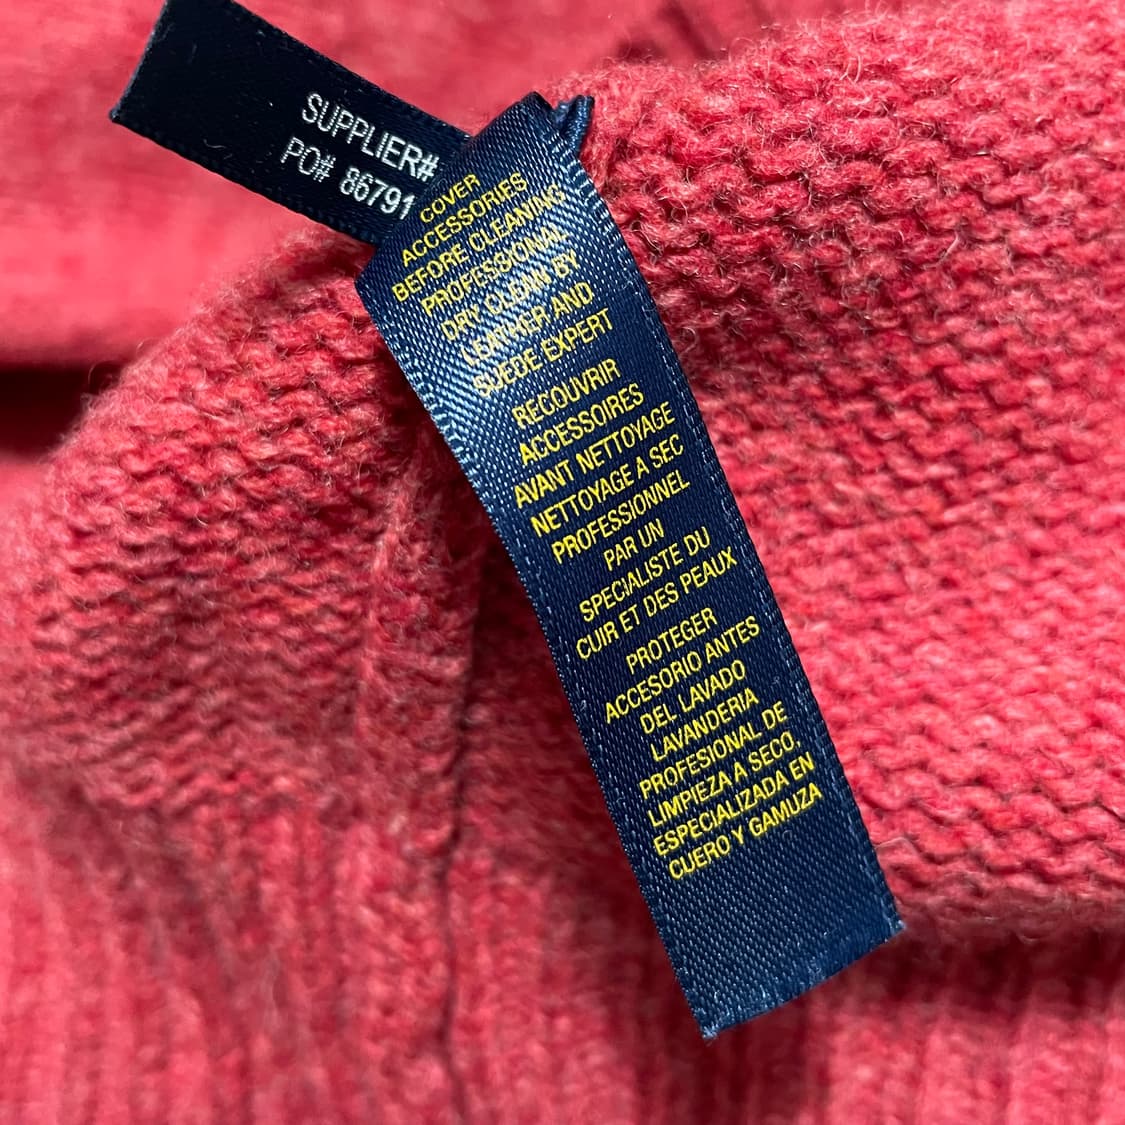 SUPPLIER#
PO# 86791
COVER
ACCESSORIES
BEFORE CLEANING
PROFESSIONAL
DRY CLEAN BY
LEATHER AND
SUEDE EXPERT
RECOUVRIR
ACCESSOIRES
AVANT NETTOYAGE
NETTOYAGE A SEC
PROFESSIONNEL
PAR UN
SPECIALISTE DU
CUIR ET DES PEAUX
PROTEGER
ACCESORIO ANTES
DEL LAVADO
LAVANDERIA
PROFESIONAL DE
LIMPIEZA A SECO,
ESPECIALIZADA EN
CUERO Y GAMUZA